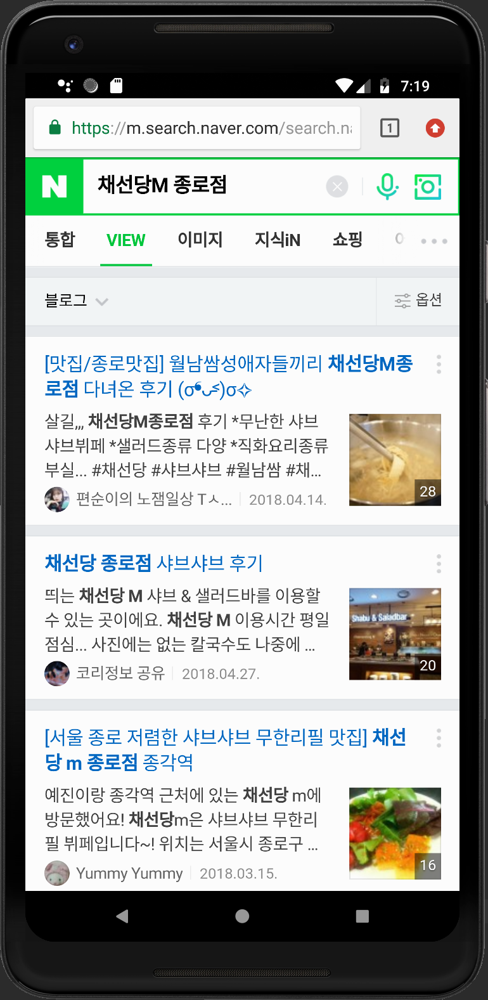 7:19
https://m.search.naver.com/search.na
1
N
채선당M 종로점
통합 VIEW 이미지 지식iN 쇼핑
블로그 옵션
[맛집/종로맛집] 월남쌈성애자들끼리 채선당M종
로점 다녀온 후기
살길,,, 채선당M종로점 후기 *무난한 샤브
샤브뷔페 *샐러드종류 다양 *직화요리종류
부실... #채선당 #샤브샤브 #월남쌈 #채...
28
편순이의 노잼일상 Tㅅ... 2018.04.14.
채선당 종로점 샤브샤브 후기
띄는 채선당 M 샤브 & 샐러드바를 이용할
수 있는 곳이에요. 채선당 M 이용시간 평일
점심... 사진에는 없는 칼국수도 나중에 ...
Shabu & Saladbar
20
코리정보 공유 2018.04.27.
[서울 종로 저렴한 샤브샤브 무한리필 맛집] 채선
당 m 종로점 종각역
예진이랑 종각역 근처에 있는 채선당 m에
방문했어요! 채선당m은 샤브샤브 무한리
필 뷔페입니다~! 위치는 서울시 종로구 ...
16
Yummy Yummy 2018.03.15.